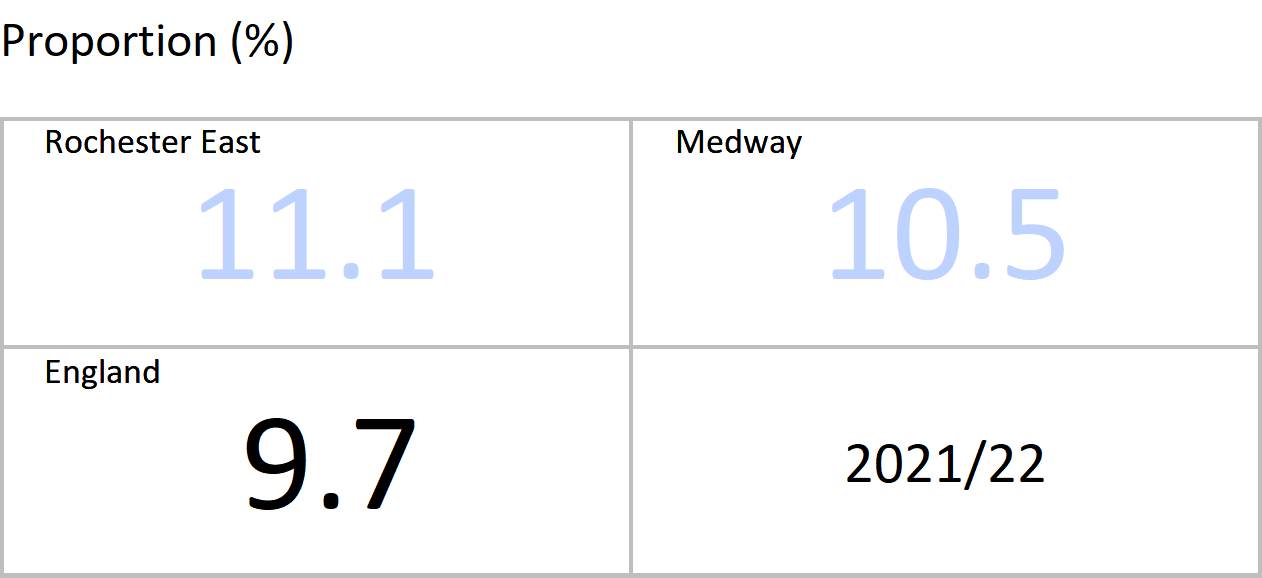 Proportion (%)
Rochester East
11.1
Medway
10.5
England
9.7
2021/22